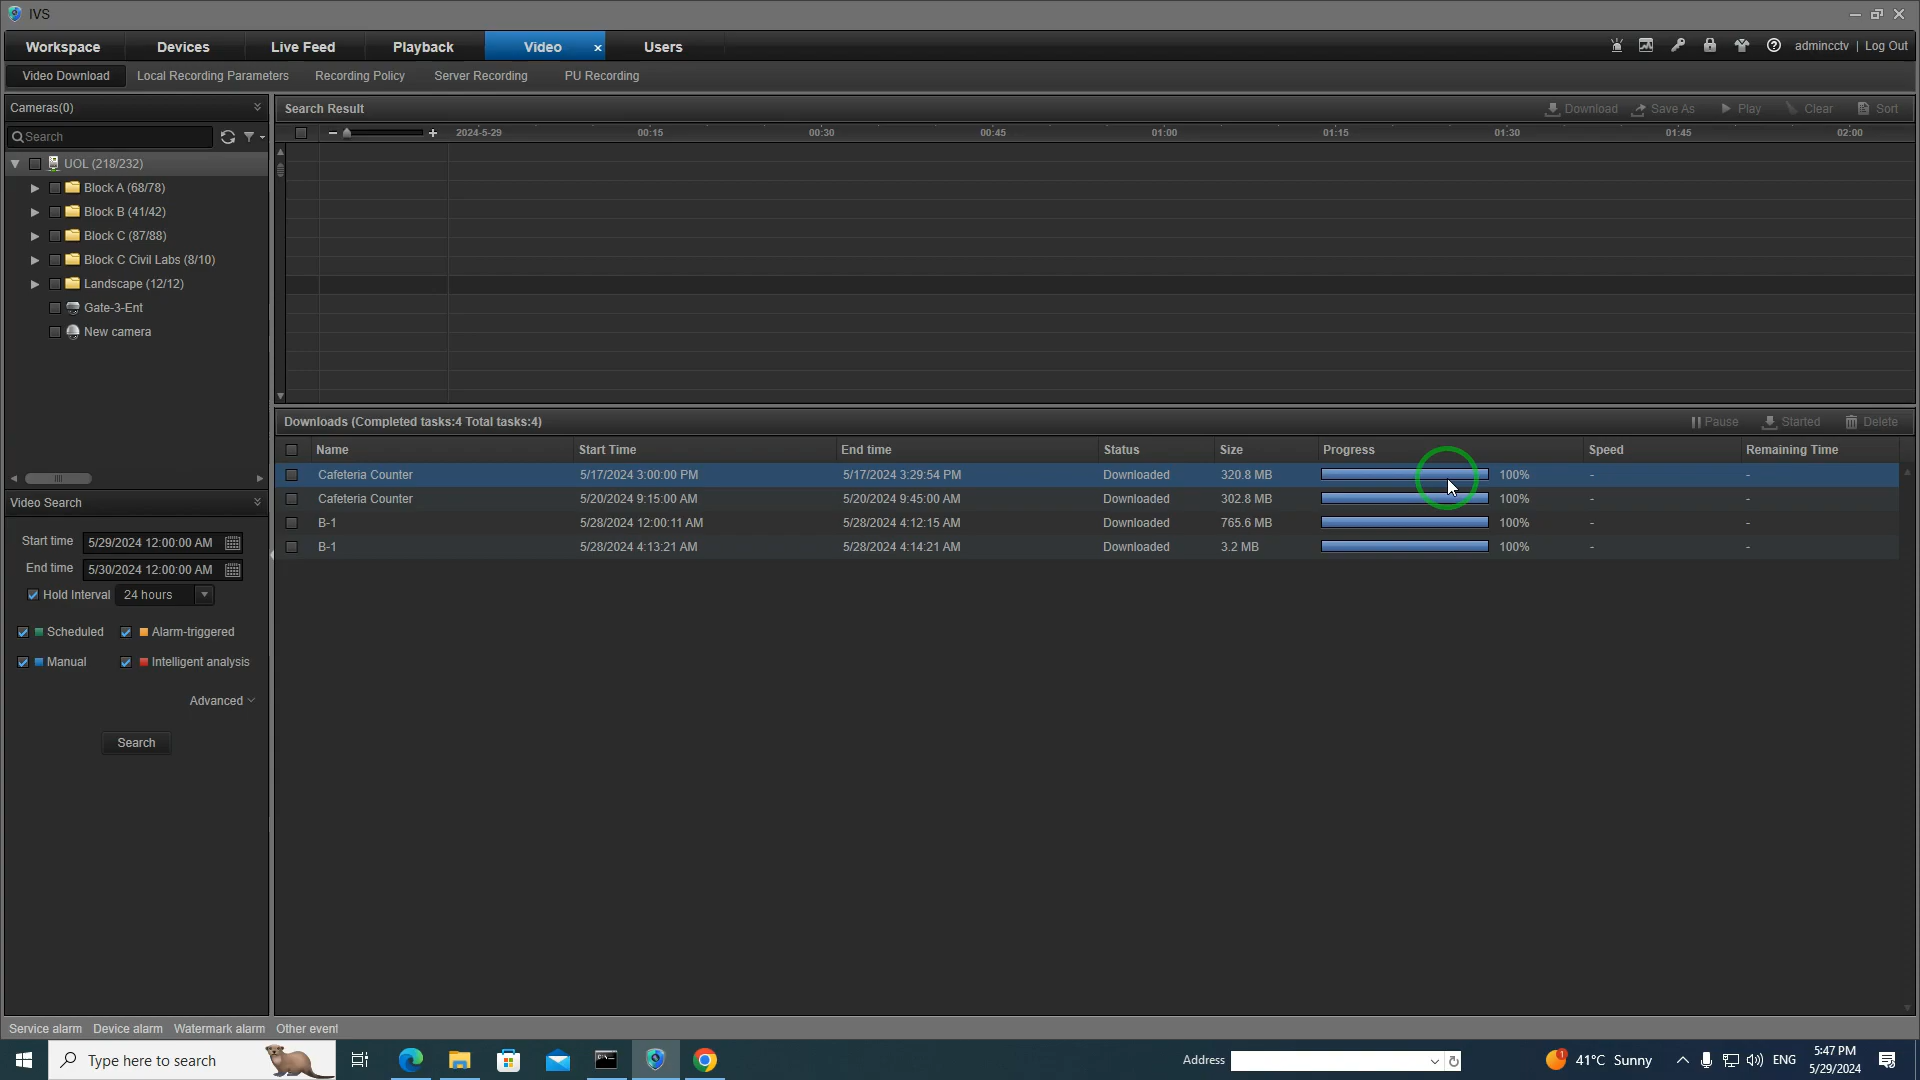 IVS
Workspace Devices Live Feed Playback Video × Users
admincctv | Log Out
Video Download Local Recording Parameters Recording Policy Server Recording PU Recording
Cameras(0)
Search
UOL (218/232)
Block A (68/78)
Block B (41/42)
Block C (87/88)
Block C Civil Labs (8/10)
Landscape (12/12)
Gate-3-Ent
New camera
Video Search
Start time 5/29/2024 12:00:00 AM
End time 5/30/2024 12:00:00 AM
Hold Interval 24 hours
Scheduled Alarm-triggered
Manual Intelligent analysis
Advanced
Search
Search Result Download Save As Play Clear Sort
2024-5-29 00:15 00:30 00:45 01:00 01:15 01:30 01:45 02:00
Downloads (Completed tasks:4 Total tasks:4) Pause Started Delete
Name Start Time End time Status Size Progress Speed Remaining Time
Cafeteria Counter 5/17/2024 3:00:00 PM 5/17/2024 3:29:54 PM Downloaded 320.8 MB 100% - -
Cafeteria Counter 5/20/2024 9:15:00 AM 5/20/2024 9:45:00 AM Downloaded 302.8 MB 100% - -
B-1 5/28/2024 12:00:11 AM 5/28/2024 4:12:15 AM Downloaded 765.6 MB 100% - -
B-1 5/28/2024 4:13:21 AM 5/28/2024 4:14:21 AM Downloaded 3.2 MB 100% - -
Service alarm Device alarm Watermark alarm Other event
Type here to search
Address
1 41°C Sunny
ENG
5:47 PM
5/29/2024